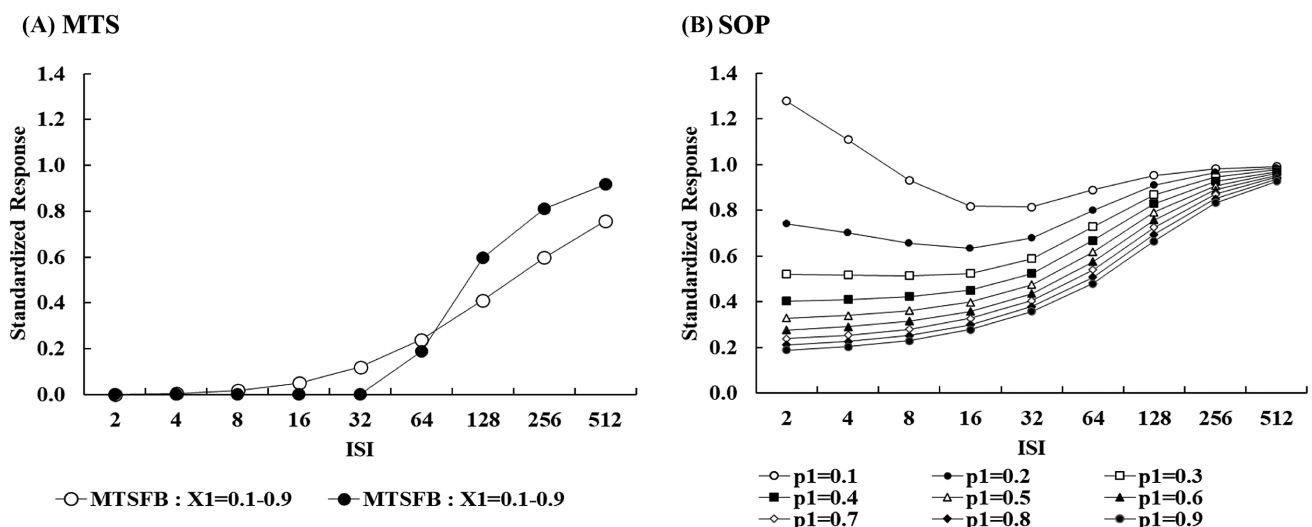 (A) MTS
1.4
1.2
1.0
0.8
0.6
0.4
0.2
0.0
Standardized Response
2 4 8 16 32 64 128 256 512
ISI
MTSFB : X1=0.1-0.9 MTSFB : X1=0.1-0.9
(B) SOP
1.4
1.2
1.0
0.8
0.6
0.4
0.2
0.0
Standardized Response
2 4 8 16 32 64 128 256 512
ISI
p1=0.1 p1=0.2 p1=0.3
p1=0.4 p1=0.5 p1=0.6
p1=0.7 p1=0.8 p1=0.9